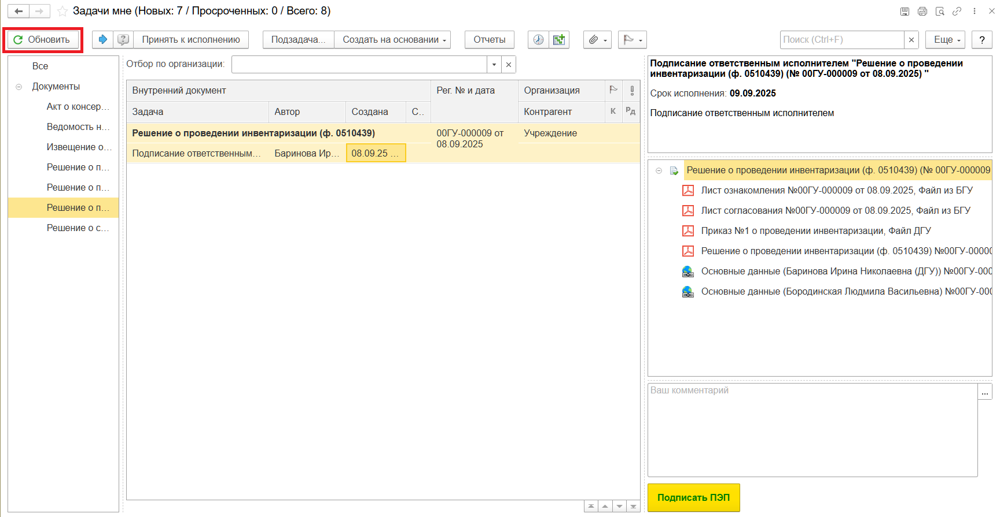 Задачи мне (Новых: 7 / Просроченных: 0 / Всего: 8)
Обновить
Принять к исполнению
Подзадача...
Создать на основании
Отчеты
Поиск (Ctrl+F)
×
Еще
?
Все
Документы
Акт о консер...
Ведомость н...
Извещение о...
Решение о п...
Решение о п...
Решение о п...
Решение о с...
Отбор по организации:
×
Внутренний документ
Рег. № и дата
Организация
Задача
Автор
Создана
С..
Контрагент
К
Рд
Решение о проведении инвентаризации (ф. 0510439)
00ГУ-000009 от
08.09.2025
Учреждение
Подписание ответственным...
Баринова Ир...
08.09.25 ...
Подписание ответственным исполнителем "Решение о проведении
инвентаризации (ф. 0510439) (№ 00ГУ-000009 от 08.09.2025) "
Срок исполнения: 09.09.2025
Подписание ответственным исполнителем
Решение о проведении инвентаризации (ф. 0510439) (№ 00ГУ-000009
Лист ознакомления №00ГУ-000009 от 08.09.2025, Файл из БГУ
Лист согласования №00ГУ-000009 от 08.09.2025, Файл из БГУ
Приказ №1 о проведении инвентаризации, Файл ДГУ
Решение о проведении инвентаризации (ф. 0510439) №00ГУ-0000
Основные данные (Баринова Ирина Николаевна (ДГУ)) №00ГУ-000
Основные данные (Бородинская Людмила Васильевна) №00ГУ-000
Ваш комментарий
...
Подписать ПЭП